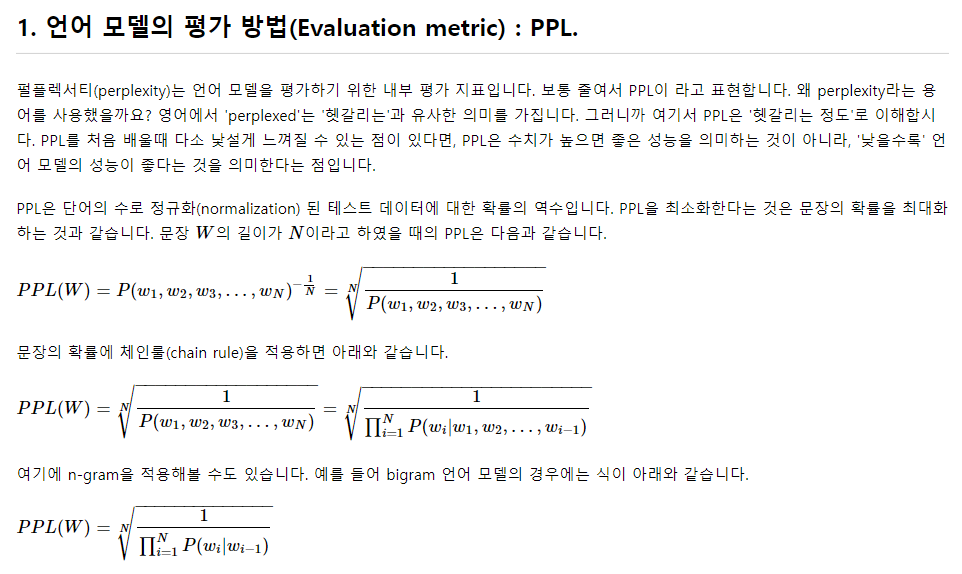 1. 언어 모델의 평가 방법(Evaluation metric) : PPL.
펄플렉서티(perplexity)는 언어 모델을 평가하기 위한 내부 평가 지표입니다. 보통 줄여서 PPL이 라고 표현합니다. 왜 perplexity라는 용
어를 사용했을까요? 영어에서 'perplexed'는 '헷갈리는'과 유사한 의미를 가집니다. 그러니까 여기서 PPL은 '헷갈리는 정도'로 이해합시
다. PPL를 처음 배울때 다소 낯설게 느껴질 수 있는 점이 있다면, PPL은 수치가 높으면 좋은 성능을 의미하는 것이 아니라, '낮을수록' 언
어 모델의 성능이 좋다는 것을 의미한다는 점입니다.
PPL은 단어의 수로 정규화(normalization) 된 테스트 데이터에 대한 확률의 역수입니다. PPL을 최소화한다는 것은 문장의 확률을 최대화
하는 것과 같습니다. 문장 W의 길이가 N이라고 하였을 때의 PPL은 다음과 같습니다.
$PPL(W) = P(w_1, w_2, w_3, \ldots, w_N)^{-\frac{1}{N}} = \sqrt[N]{\frac{1}{P(w_1, w_2, w_3, \ldots, w_N)}}$
문장의 확률에 체인룰(chain rule)을 적용하면 아래와 같습니다.
$PPL(W) = \sqrt[N]{\frac{1}{P(w_1, w_2, w_3, \ldots, w_N)}} = \sqrt[N]{\frac{1}{\prod_{i=1}^{N} P(w_i|w_1, w_2, \ldots, w_{i-1})}}$
여기에 n-gram을 적용해볼 수도 있습니다. 예를 들어 bigram 언어 모델의 경우에는 식이 아래와 같습니다.
$PPL(W) = \sqrt[N]{\frac{1}{\prod_{i=1}^{N} P(w_i|w_{i-1})}}$